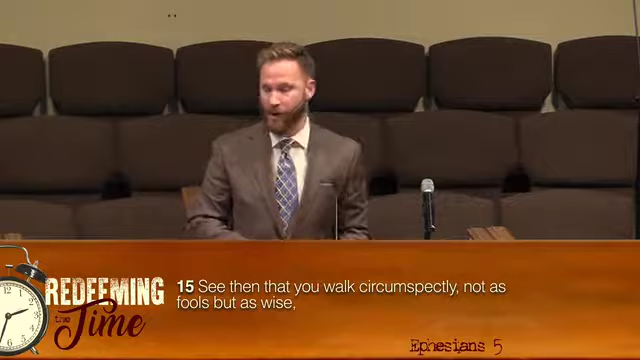 REDEEMING
the
Time
15 See then that you walk circumspectly, not as
fools but as wise,
Ephesians 5